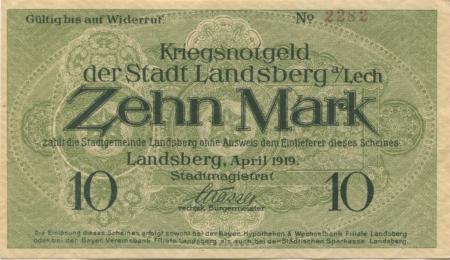 Gültig bis auf Widerruf. No 2282
Kriegsnotgeld
der Stadt Landsberg a/Lech
Zehn Mark
zahlt die Stadtgemeinde Landsberg ohne Ausweis dem Einlieferer dieses Scheines
Landsberg, April 1919.
Stadtmagistrat
10 10
rechtsk. Bürgermeister
Die Einlösung dieses Scheines erfolgt sowohl bei der Bayer. Hypotheken & Wechselbank Filiale Landsberg
oder bei der Bayer. Vereinsbank Filiale Landsberg als auch bei der Städtischen Sparkasse Landsberg.